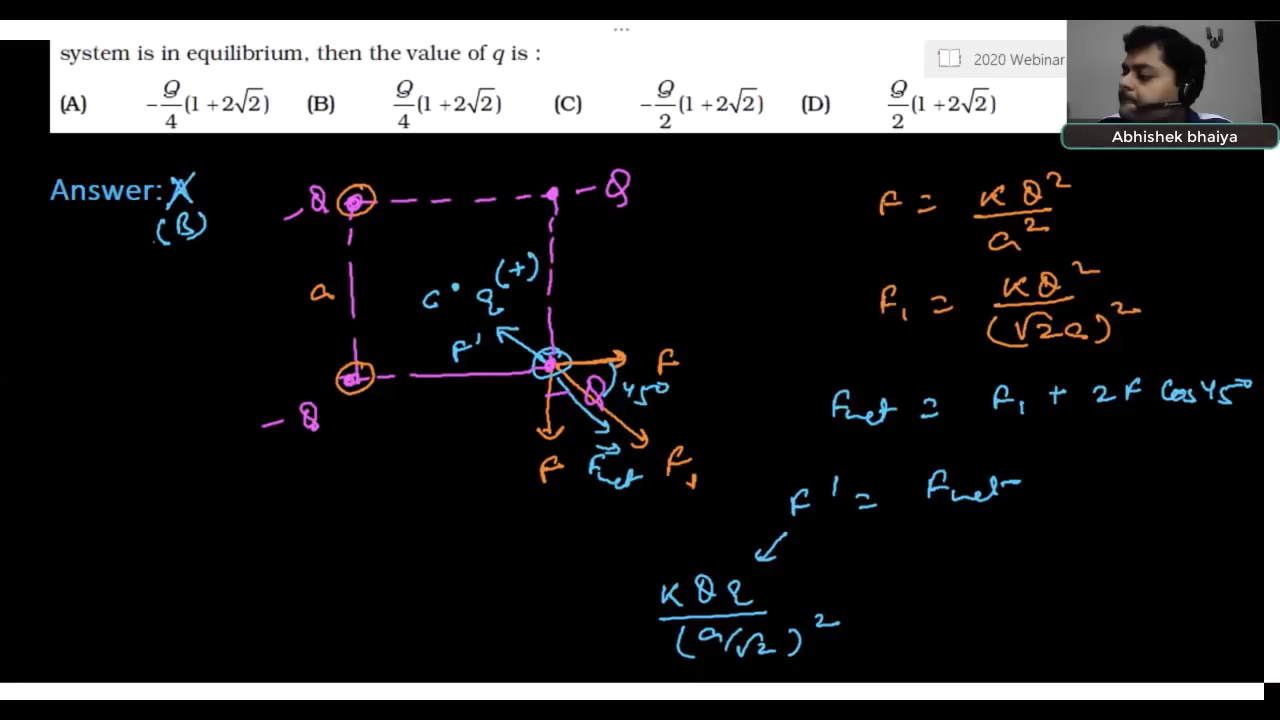 ...
system is in equilibrium, then the value of q is :
2020 Webinar
(A) -Q/4(1+2√2) (B) Q/4(1+2√2) (C) -Q/2(1+2√2) (D) Q/2(1+2√2)
Abhishek bhaiya
Answer: A
(B)
- Q
- Q
F = KQ²/a²
a
C
q (+)
F₁ = KQ²/(√2a)²
F'
F
45°
- Q
- Q
F
Fnet
F₁
Fnet = F₁ + 2F Cos45°
F' = Fnet
KQq/(a/√2)²